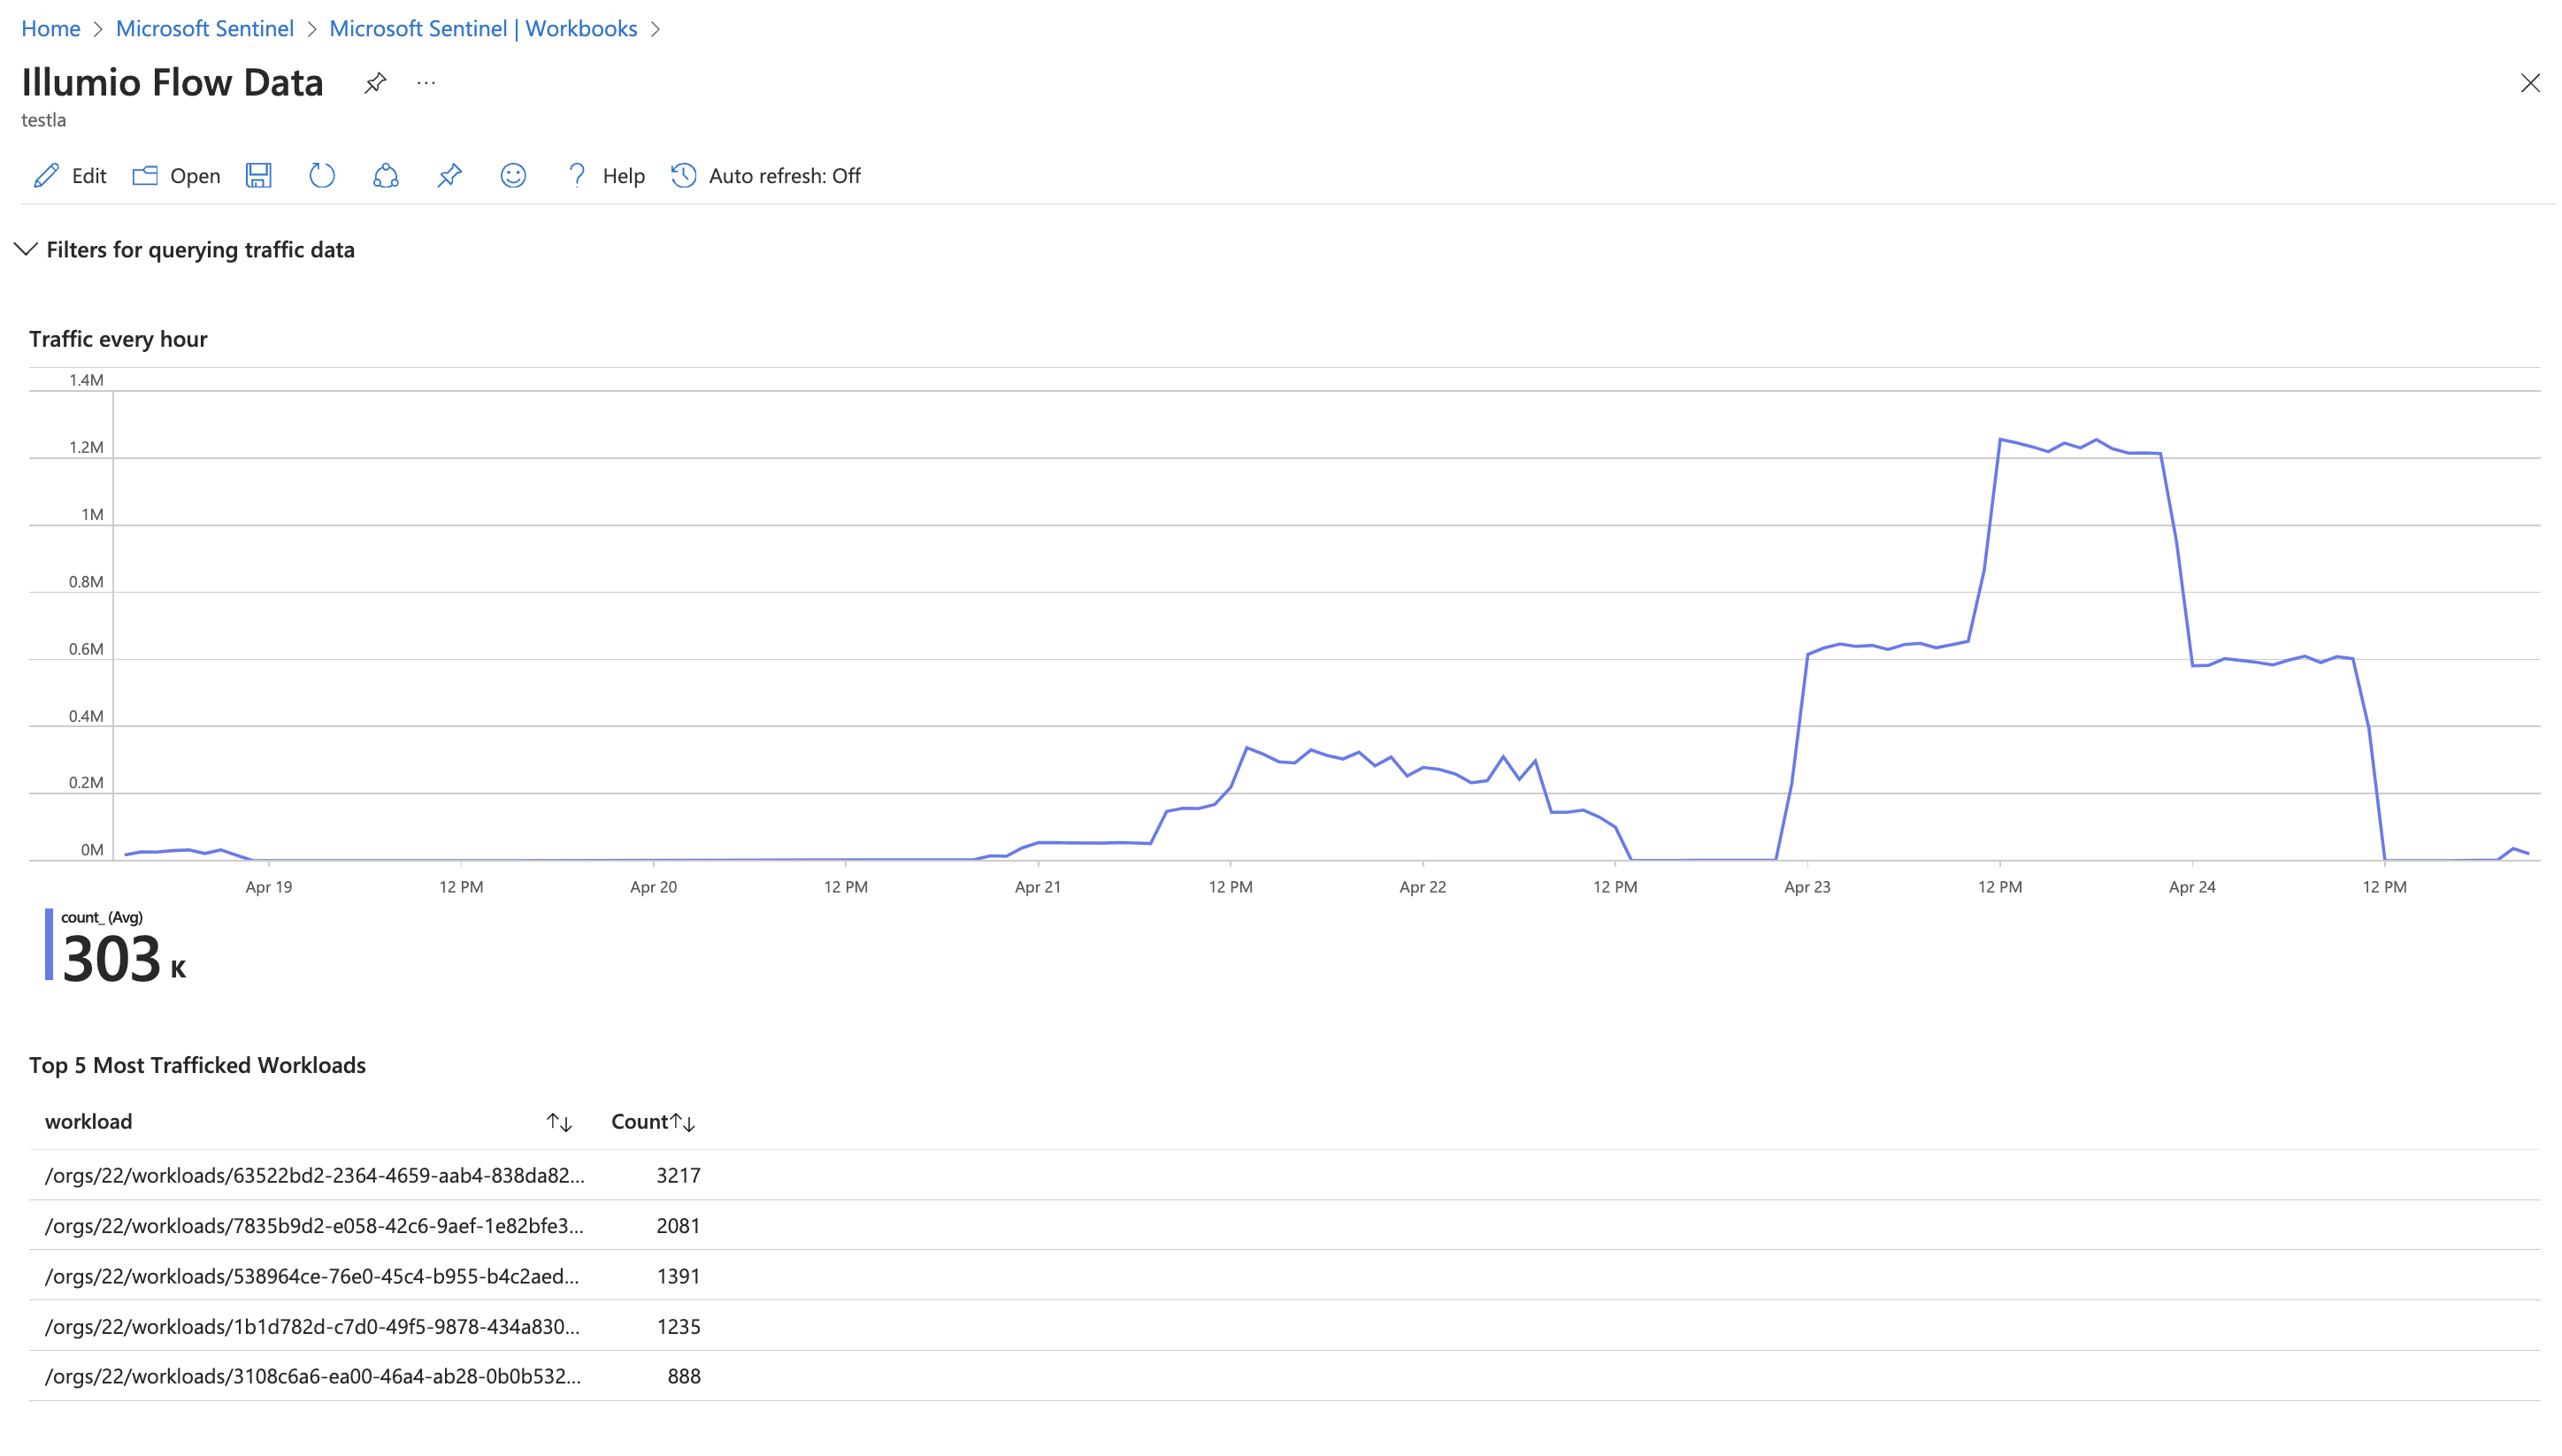 Home > Microsoft Sentinel > Microsoft Sentinel | Workbooks >
Illumio Flow Data ...
testla
Edit Open ? Help Auto refresh: Off
Filters for querying traffic data
Traffic every hour
1.4M
1.2M
1M
0.8M
0.6M
0.4M
0.2M
0M
Apr 19 12 PM Apr 20 12 PM Apr 21 12 PM Apr 22 12 PM Apr 23 12 PM Apr 24 12 PM
count_ (Avg)
303 K
Top 5 Most Trafficked Workloads
workload ↑↓ Count↑↓
/orgs/22/workloads/63522bd2-2364-4659-aab4-838da82... 3217
/orgs/22/workloads/7835b9d2-e058-42c6-9aef-1e82bfe3... 2081
/orgs/22/workloads/538964ce-76e0-45c4-b955-b4c2aed... 1391
/orgs/22/workloads/1b1d782d-c7d0-49f5-9878-434a830... 1235
/orgs/22/workloads/3108c6a6-ea00-46a4-ab28-0b0b532... 888